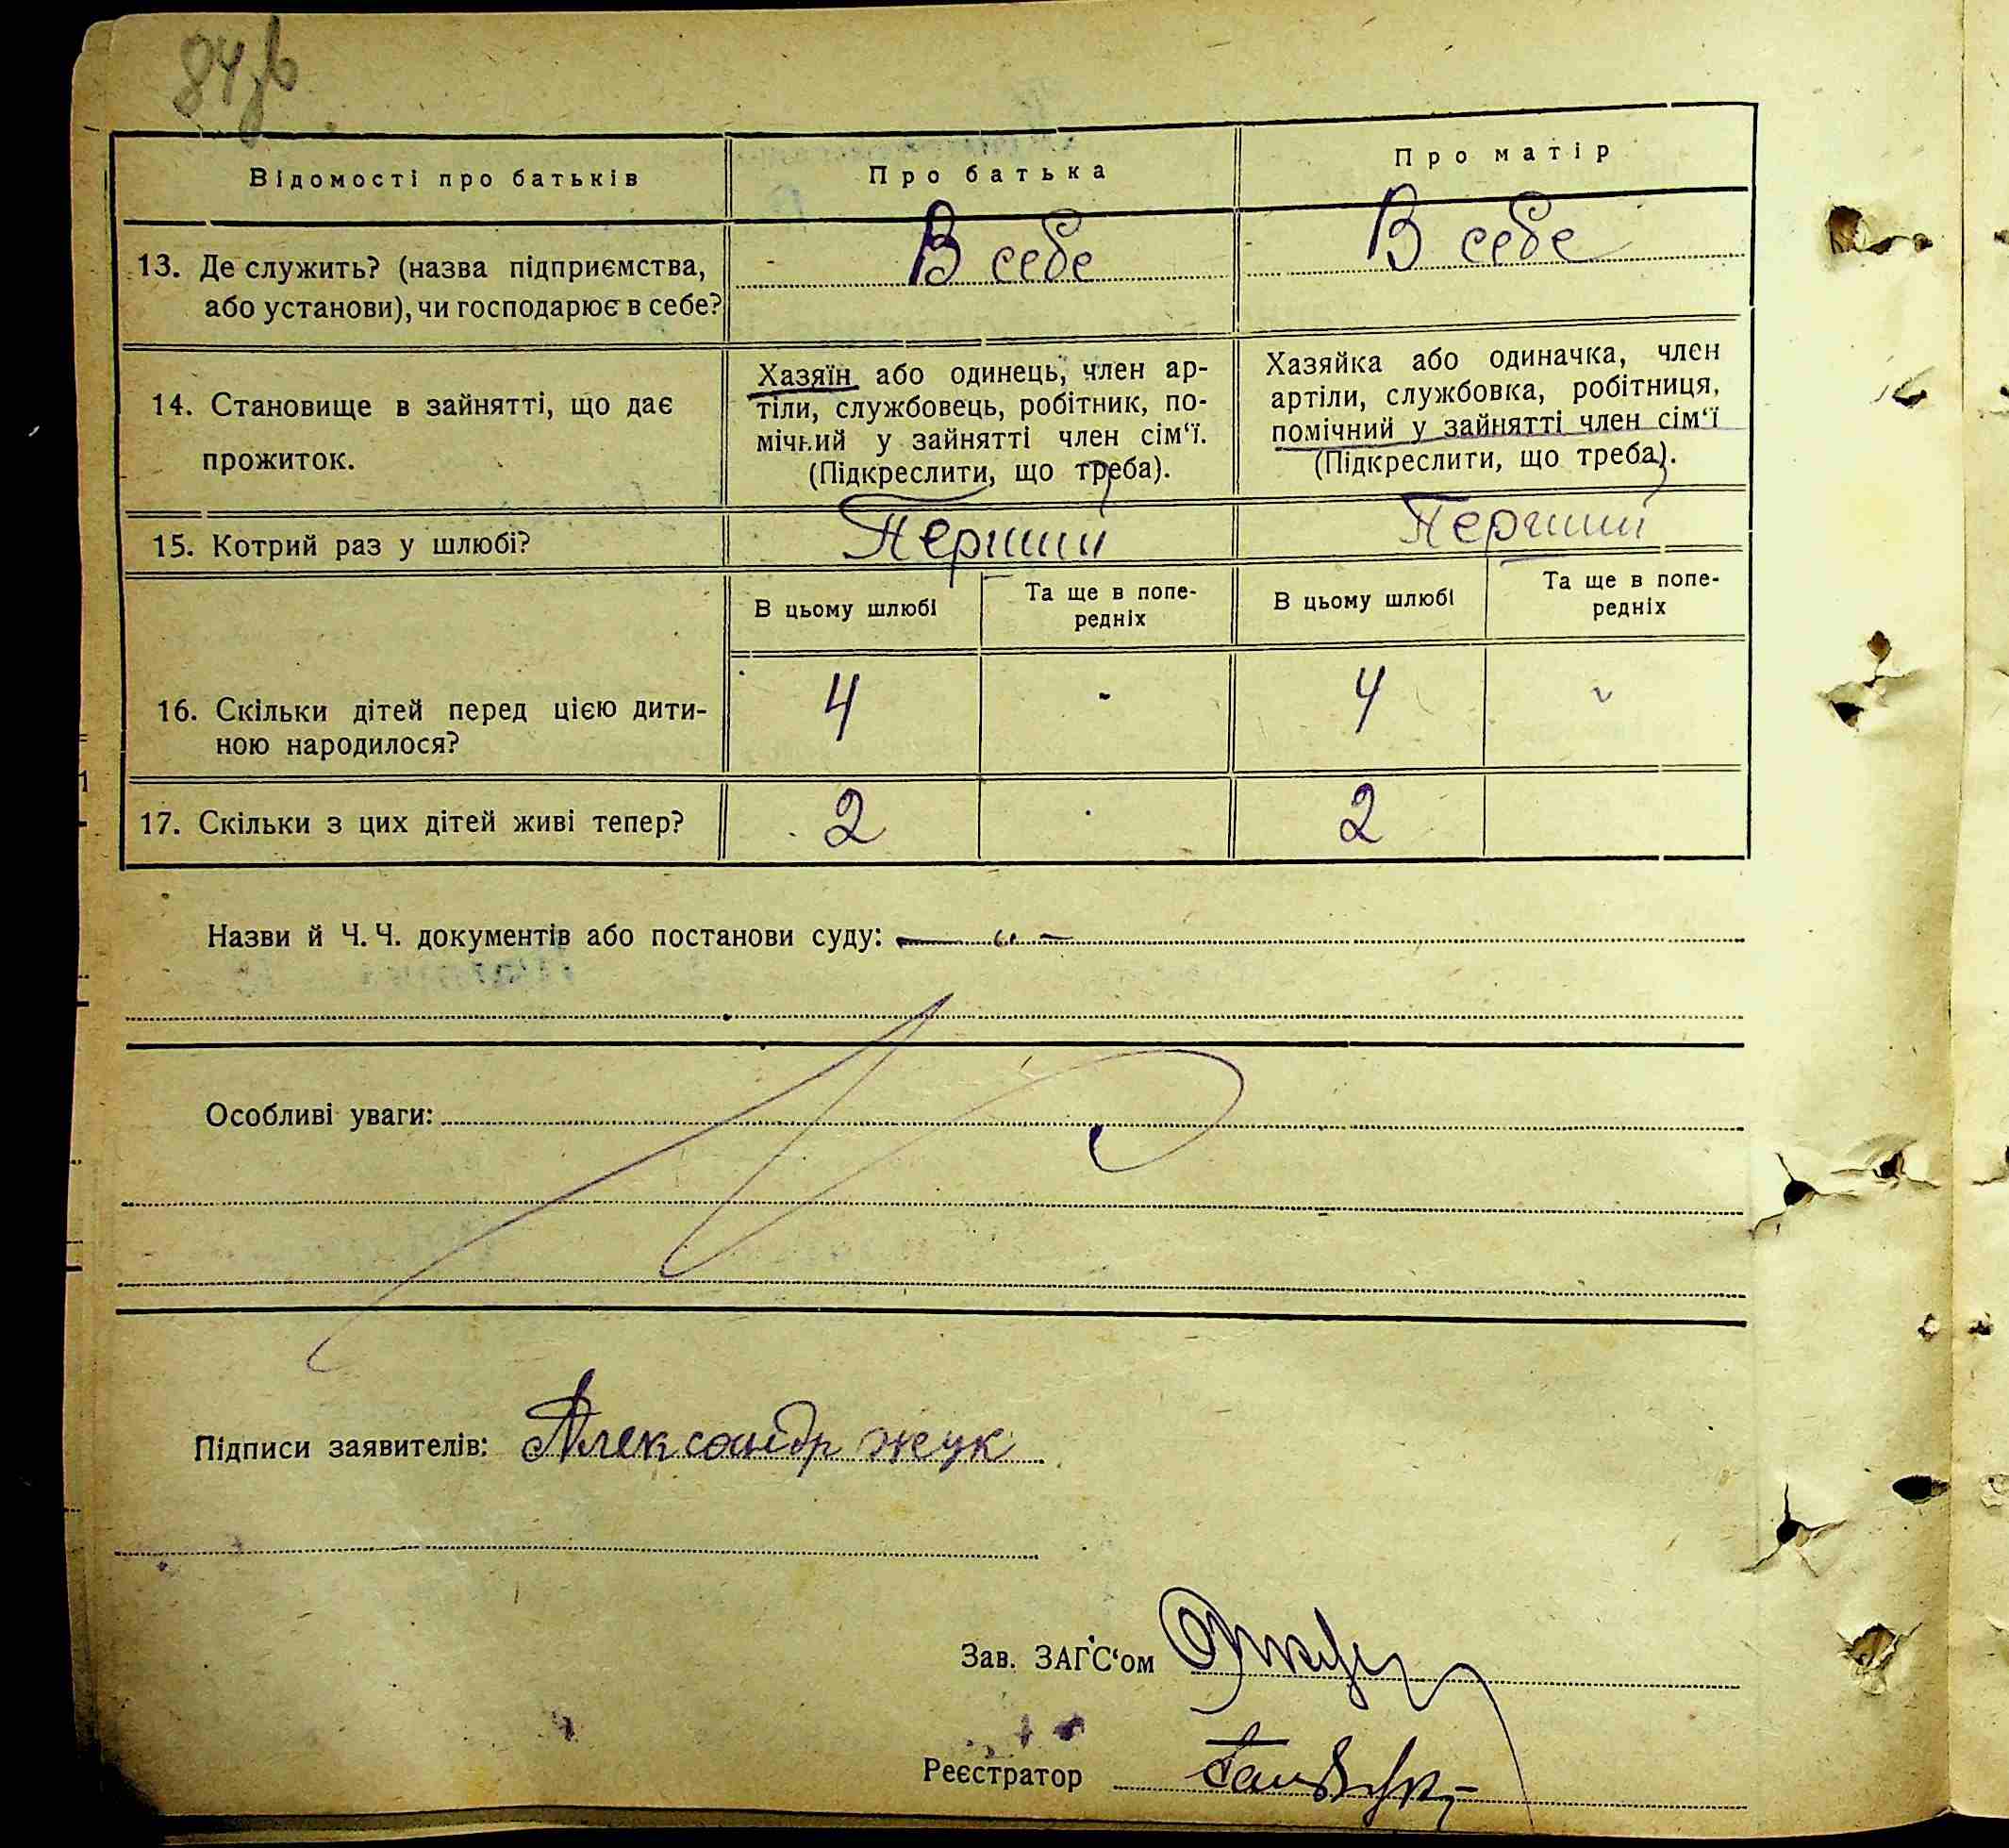 84зв
Відомості про батьків
Про батька
Про матір
13. Де служить? (назва підприємства,
або установи), чи господарює в себе?
В себе
В себе
14. Становище в зайнятті, що дає
прожиток.
Хазяїн або одинець, член ар-
тіли, службовець, робітник, по-
мічний у зайнятті член сім‘ї.
(Підкреслити, що треба).
Хазяйка або одиначка, член
артіли, службовка, робітниця,
помічний у зайнятті член сім‘ї
(Підкреслити, що треба).
15. Котрий раз у шлюбі?
Перший
Перший
В цьому шлюбі
Та ще в попе-
редніх
В цьому шлюбі
Та ще в попе-
редніх
16. Скільки дітей перед цією дити-
ною народилося?
4
-
4
17. Скільки з цих дітей живі тепер?
2
2
Назви й Ч. Ч. документів або постанови суду: — „ —
Особливі уваги:
Підписи заявителів: Александр жук
Зав. ЗАГС‘ом
Реєстратор